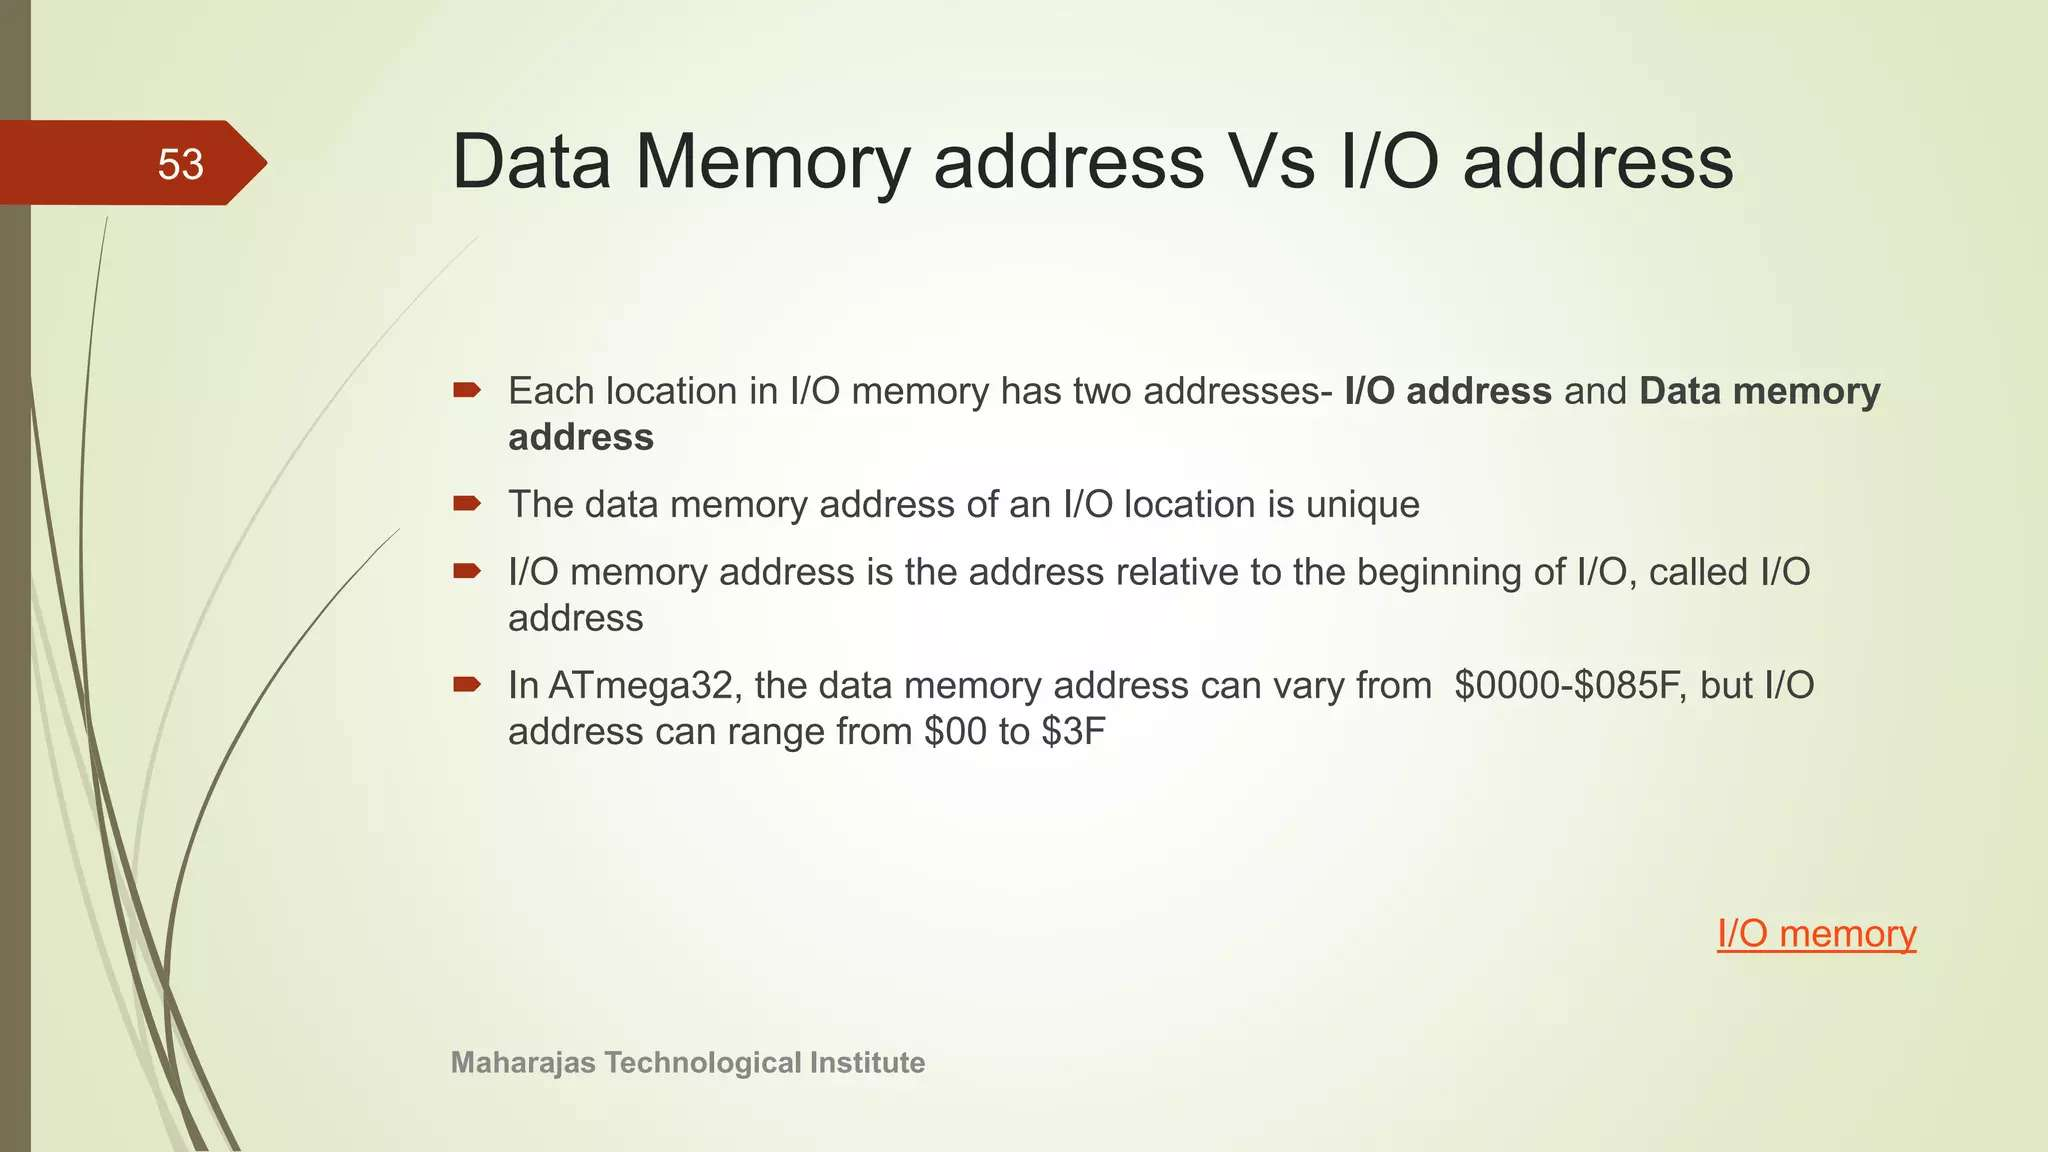 53
Data Memory address Vs I/O address
Each location in I/O memory has two addresses- I/O address and Data memory
address
The data memory address of an I/O location is unique
I/O memory address is the address relative to the beginning of I/O, called I/O
address
In ATmega32, the data memory address can vary from  $0000-$085F, but I/O
address can range from $00 to $3F
I/O memory
Maharajas Technological Institute